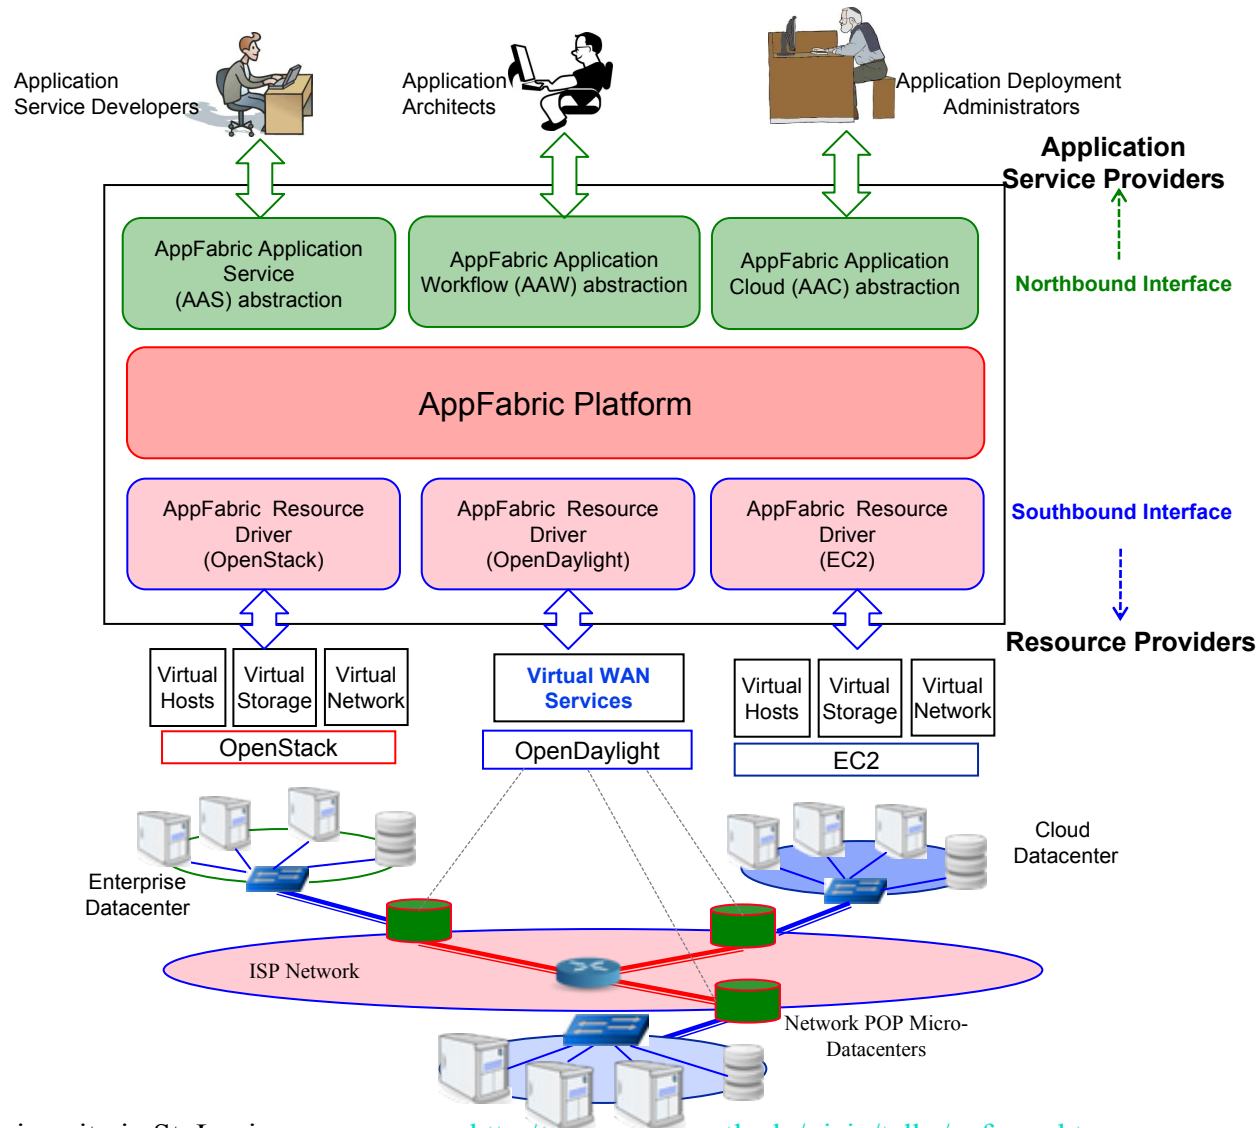 Application
Service Developers
Application
Architects
Application Deployment
Administrators
Application
Service Providers
AppFabric Application
Service
(AAS) abstraction
AppFabric Application
Workflow (AAW) abstraction
AppFabric Application
Cloud (AAC) abstraction
Northbound Interface
AppFabric Platform
AppFabric Resource
Driver
(OpenStack)
AppFabric Resource
Driver
(OpenDaylight)
AppFabric Resource
Driver
(EC2)
Southbound Interface
Resource Providers
Virtual
Hosts
Virtual
Storage
Virtual
Network
OpenStack
Virtual WAN
Services
OpenDaylight
Virtual
Hosts
Virtual
Storage
Virtual
Network
EC2
Enterprise
Datacenter
Cloud
Datacenter
ISP Network
Network POP Micro-
Datacenters